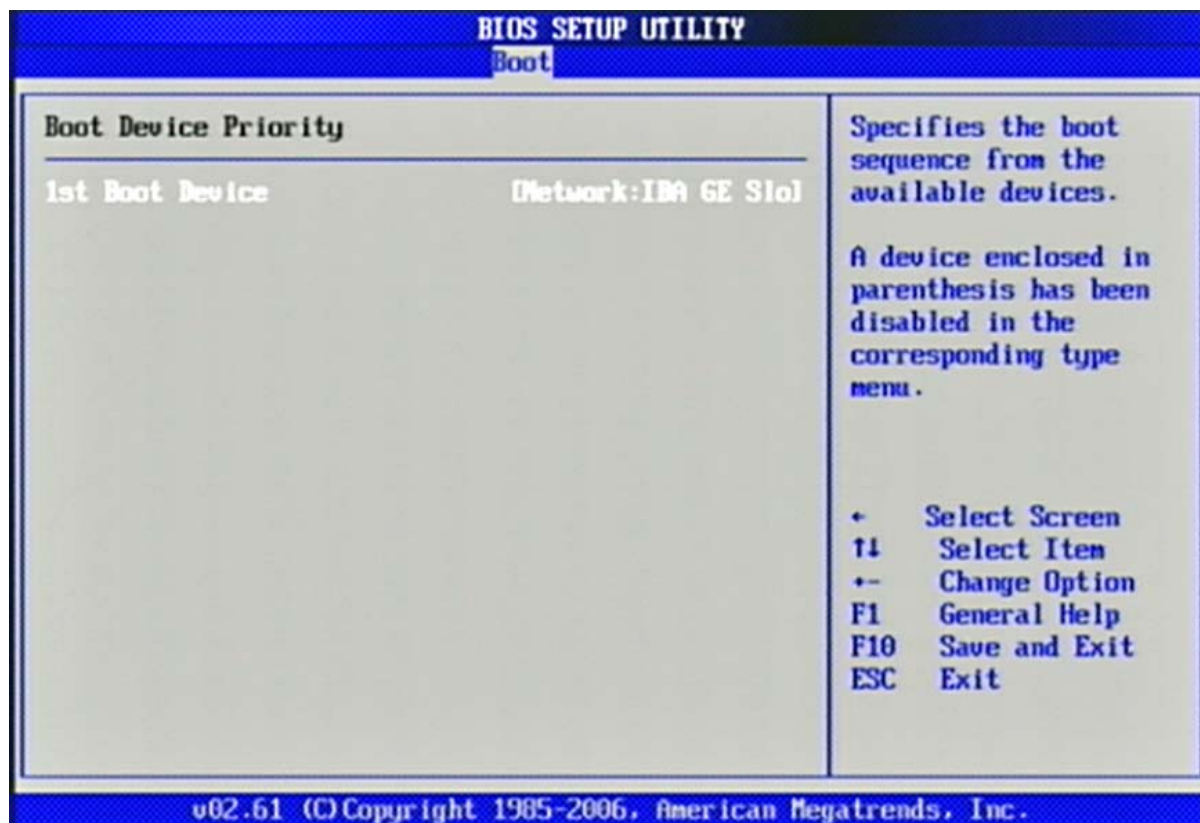 BIOS SETUP UTILITY
Boot
Boot Device Priority
1st Boot Device [Network:IBA GE Slo]
Specifies the boot
sequence from the
available devices.
A device enclosed in
parenthesis has been
disabled in the
corresponding type
menu.
← Select Screen
↑↓ Select Item
+- Change Option
F1 General Help
F10 Save and Exit
ESC Exit
v02.61 (C)Copyright 1985-2006, American Megatrends, Inc.